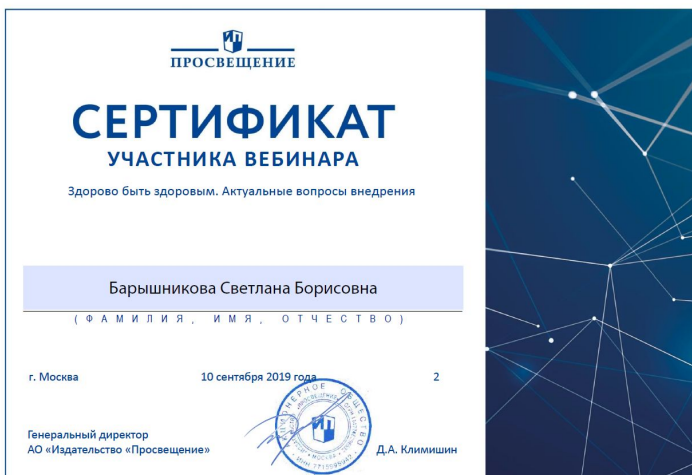 ПРОСВЕЩЕНИЕ
СЕРТИФИКАТ
УЧАСТНИКА ВЕБИНАРА
Здорово быть здоровым. Актуальные вопросы внедрения
Барышникова Светлана Борисовна
(ФАМИЛИЯ, ИМЯ, ОТЧЕСТВО)
г. Москва 10 сентября 2019 года 2
Генеральный директор
АО «Издательство «Просвещение» Д.А. Климишин